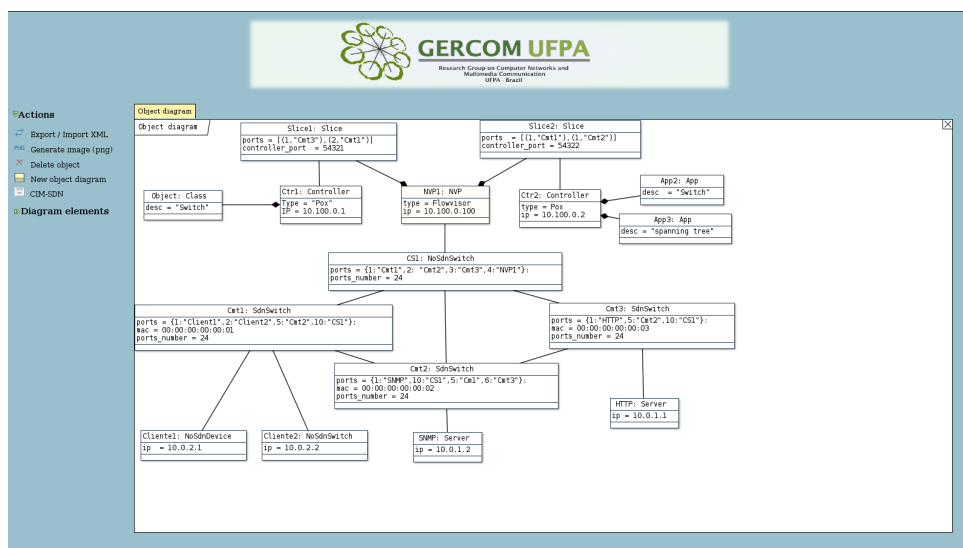 GERCOM UFPA
Research Group on Computer Networks and
Multimedia Communication
UFPA - Brazil
Actions
Export / Import XML
PNG
Generate image (png)
Delete object
New object diagram
CIM-SDN
Diagram elements
Object diagram
Object diagram
Slice1: Slice
ports = [(1,"Cmt3"),(2,"Cmt1")]
controller_port = 54321
Slice2: Slice
ports = [(1,"Cmt1"),(1,"Cmt2")]
controller_port = 54322
Object: Class
desc = "Switch"
Ctr1: Controller
Type = "Pox"
IP = 10.100.0.1
NVP1: NVP
type = Flowvisor
ip = 10.100.0.100
Ctr2: Controller
type = Pox
ip = 10.100.0.2
App2: App
desc = "Switch"
App3: App
desc = "spanning tree"
CS1: NoSdnSwitch
ports = {1:"Cmt1",2: "Cmt2",3:"Cmt3",4:"NVP1"}:
ports_number = 24
Cmt1: SdnSwitch
ports = {1:"Client1",2:"Client2",5:"Cmt2",10:"CS1"}:
mac = 00:00:00:00:00:01
ports_number = 24
Cmt3: SdnSwitch
ports = {1:"HTTP",5:"Cmt2",10:"CS1"}:
mac = 00:00:00:00:00:03
ports_number = 24
Cmt2: SdnSwitch
ports = {1:"SNMP",10:"CS1",5:"Cm1",6:"Cmt3"}:
mac = 00:00:00:00:00:02
ports_number = 24
HTTP: Server
ip = 10.0.1.1
Cliente1: NoSdnDevice
ip = 10.0.2.1
Cliente2: NoSdnSwitch
ip = 10.0.2.2
SNMP: Server
ip = 10.0.1.2